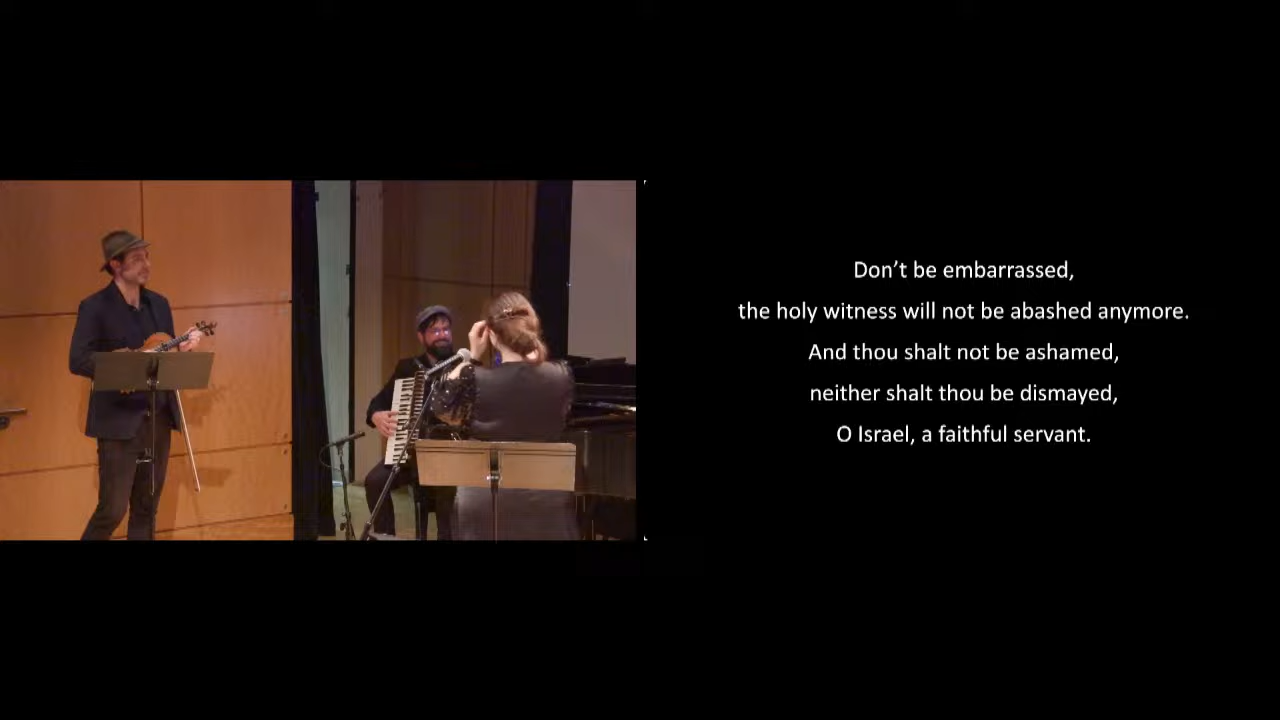 Don’t be embarrassed,
the holy witness will not be abashed anymore.
And thou shalt not be ashamed,
neither shalt thou be dismayed,
O Israel, a faithful servant.